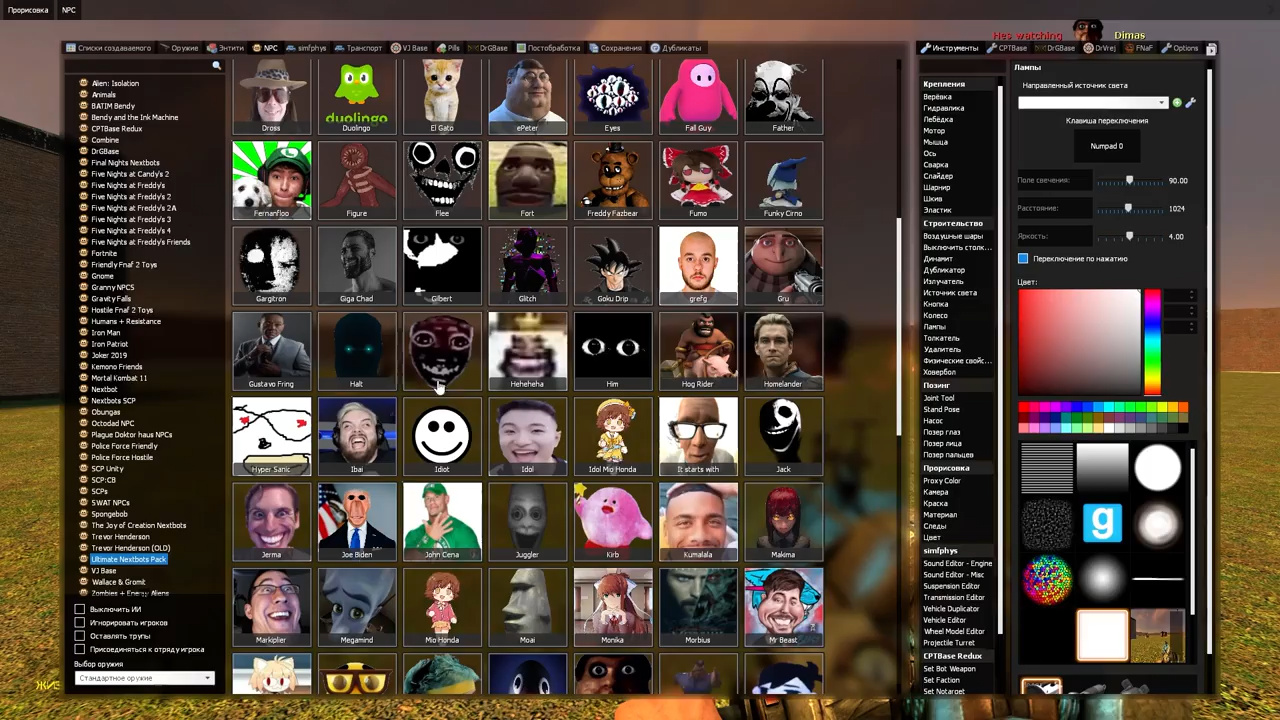 Прорисовка NPC
Hes watching Dimas
Списки создаваемого Оружие Энтити NPC simfphys Транспорт VJ Base Pills DrGBase Постобработка Сохранения Дубликаты
Инструменты CPTBase DrGBase DrVrej FNaF Options
Alien: Isolation
Animals
BATIM Bendy
Bendy and the Ink Machine
CPTBase Redux
Combine
DrGBase
Final Nights Nextbots
Five Nights at Candy's 2
Five Nights at Freddy's
Five Nights at Freddy's 2
Five Nights at Freddy's 2A
Five Nights at Freddy's 3
Five Nights at Freddy's 4
Five Nights at Freddy's Friends
Fortnite
Friendly Fnaf 2 Toys
Gnome
Granny NPCS
Gravity Falls
Hostile Fnaf 2 Toys
Humans + Resistance
Iron Man
Iron Patriot
Joker 2019
Kemono Friends
Mortal Kombat 11
Nextbot
Nextbots SCP
Obungas
Octodad NPC
Plague Doktor haus NPCs
Police Force Friendly
Police Force Hostile
SCP Unity
SCP:CB
SCPs
SWAT NPCs
Spongebob
The Joy of Creation Nextbots
Trevor Henderson
Trevor Henderson (OLD)
Ultimate Nextbots Pack
VJ Base
Wallace & Gromit
Zombies + Enemy Aliens
Выключить ИИ
Игнорировать игроков
Оставлять трупы
Присоединяться к отряду игрока
Выбор оружия
Стандартное оружие
duolingo
Dross Duolingo El Gato ePeter Eyes Fall Guy Father
Fernanfloo Figure Flee Fort Freddy Fazbear Fumo Funky Cirno
Gargitron Giga Chad Gilbert Glitch Goku Drip grefg Gru
Gustavo Fring Halt Heheheha Him Hog Rider Homelander
Hyper Sanic Ibai Idiot Idol Idol Mio Honda It starts with Jack
Jerma Joe Biden John Cena Juggler Kirb Kumalala Makima
Markiplier Megamind Mio Honda Moai Monika Morbius Mr Beast
Крепления
Верёвка
Гидравлика
Лебёдка
Мотор
Мышца
Ось
Сварка
Слайдер
Шарнир
Шкив
Эластик
Строительство
Воздушные шары
Выключить столк...
Динамит
Дубликатор
Излучатель
Источник света
Кнопка
Колесо
Лампы
Толкатель
Удалитель
Физические свойс...
Ховербол
Позинг
Joint Tool
Stand Pose
Насос
Позер глаз
Позер лица
Позер пальцев
Прорисовка
Proxy Color
Камера
Краска
Материал
Следы
Цвет
simfphys
Sound Editor - Engine
Sound Editor - Misc
Suspension Editor
Transmission Editor
Vehicle Duplicator
Vehicle Editor
Wheel Model Editor
Projectile Turret
CPTBase Redux
Set Bot Weapon
Set Faction
Set Notarget
Лампы
Направленный источник света
Клавиша переключения
Numpad 0
Поле свечения: 90.00
Расстояние: 1024
Яркость: 4.00
Переключение по нажатию
Цвет:
g